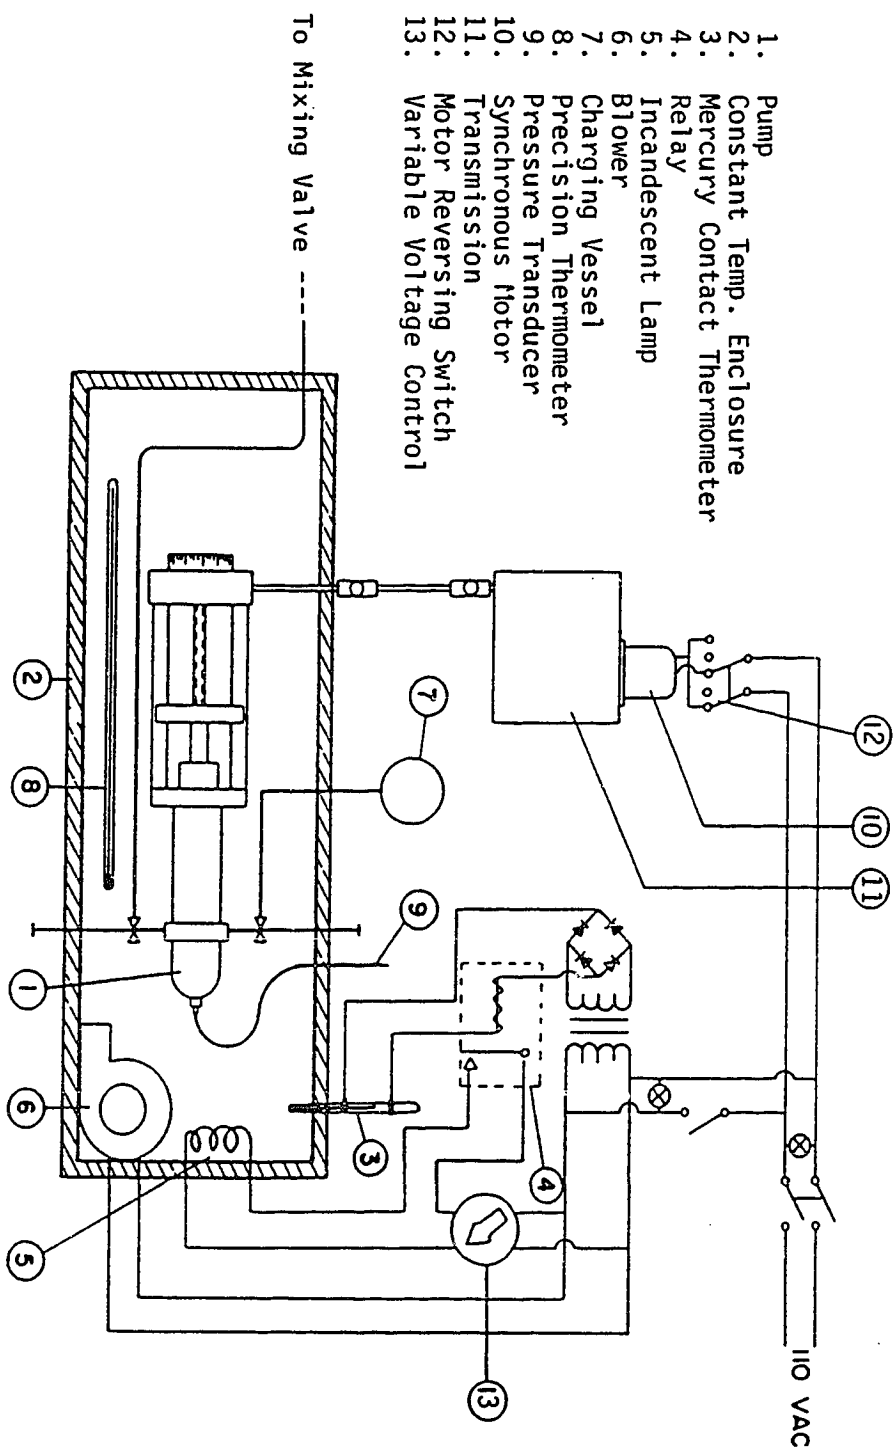 1. Pump
2. Constant Temp. Enclosure
3. Mercury Contact Thermometer
4. Relay
5. Incandescent Lamp
6. Blower
7. Charging Vessel
8. Precision Thermometer
9. Pressure Transducer
10. Synchronous Motor
11. Transmission
12. Motor Reversing Switch
13. Variable Voltage Control
To Mixing Valve ----
12
10
11
7
9
2
8
1
6
3
4
5
13
110 VAC